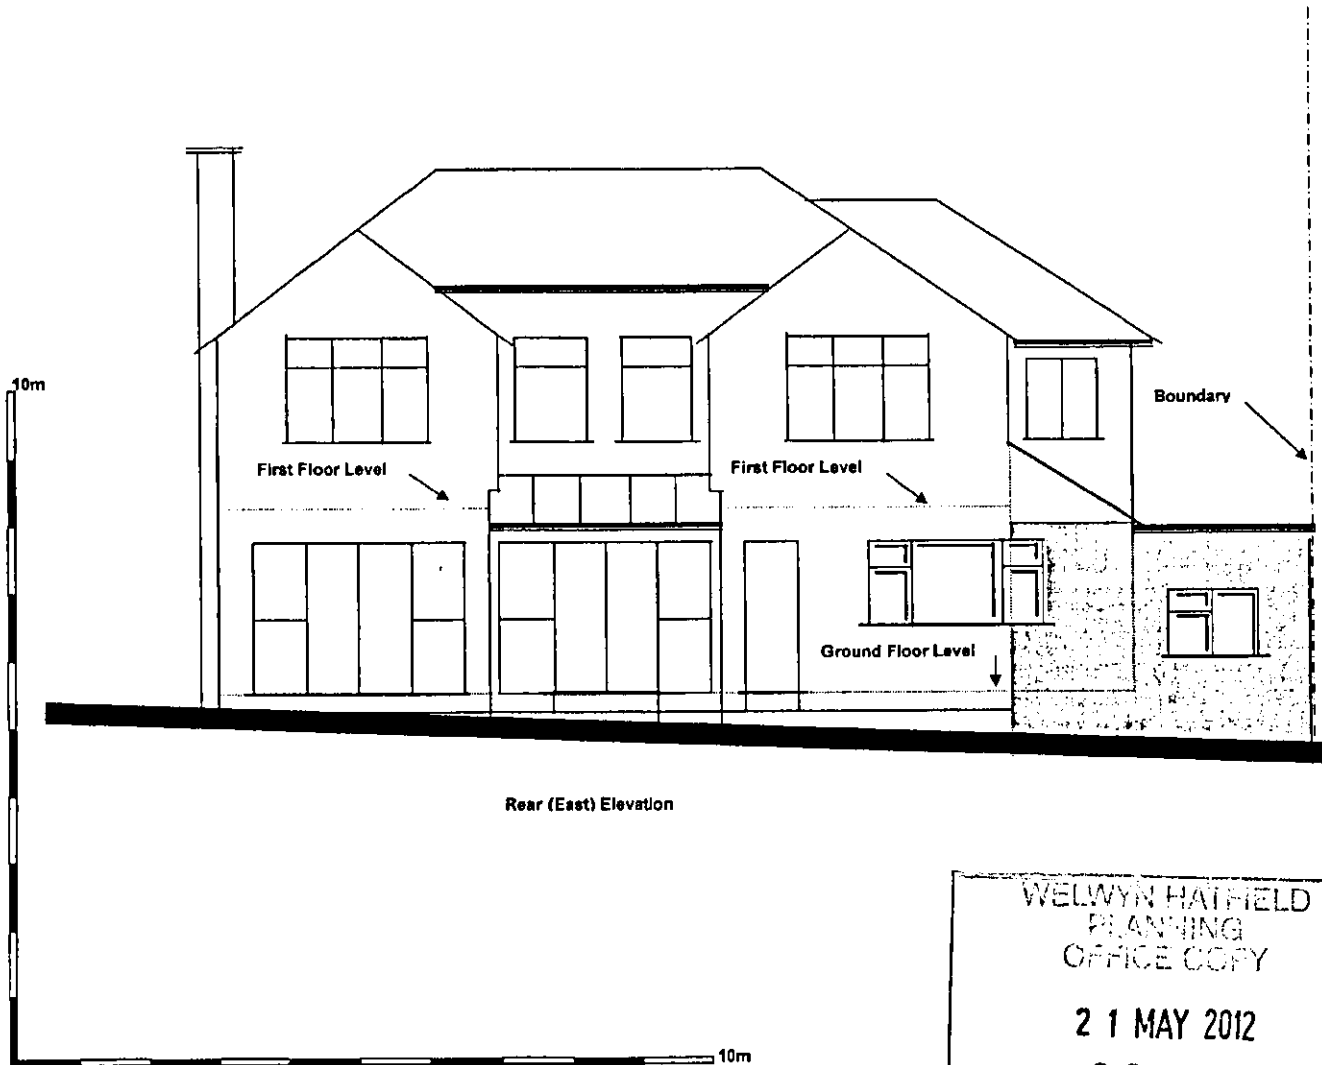 10m
Boundary
First Floor Level
First Floor Level
Ground Floor Level
Rear (East) Elevation
WELWYN HATFIELD
PLANNING
OFFICE COPY
2 1 MAY 2012
10m